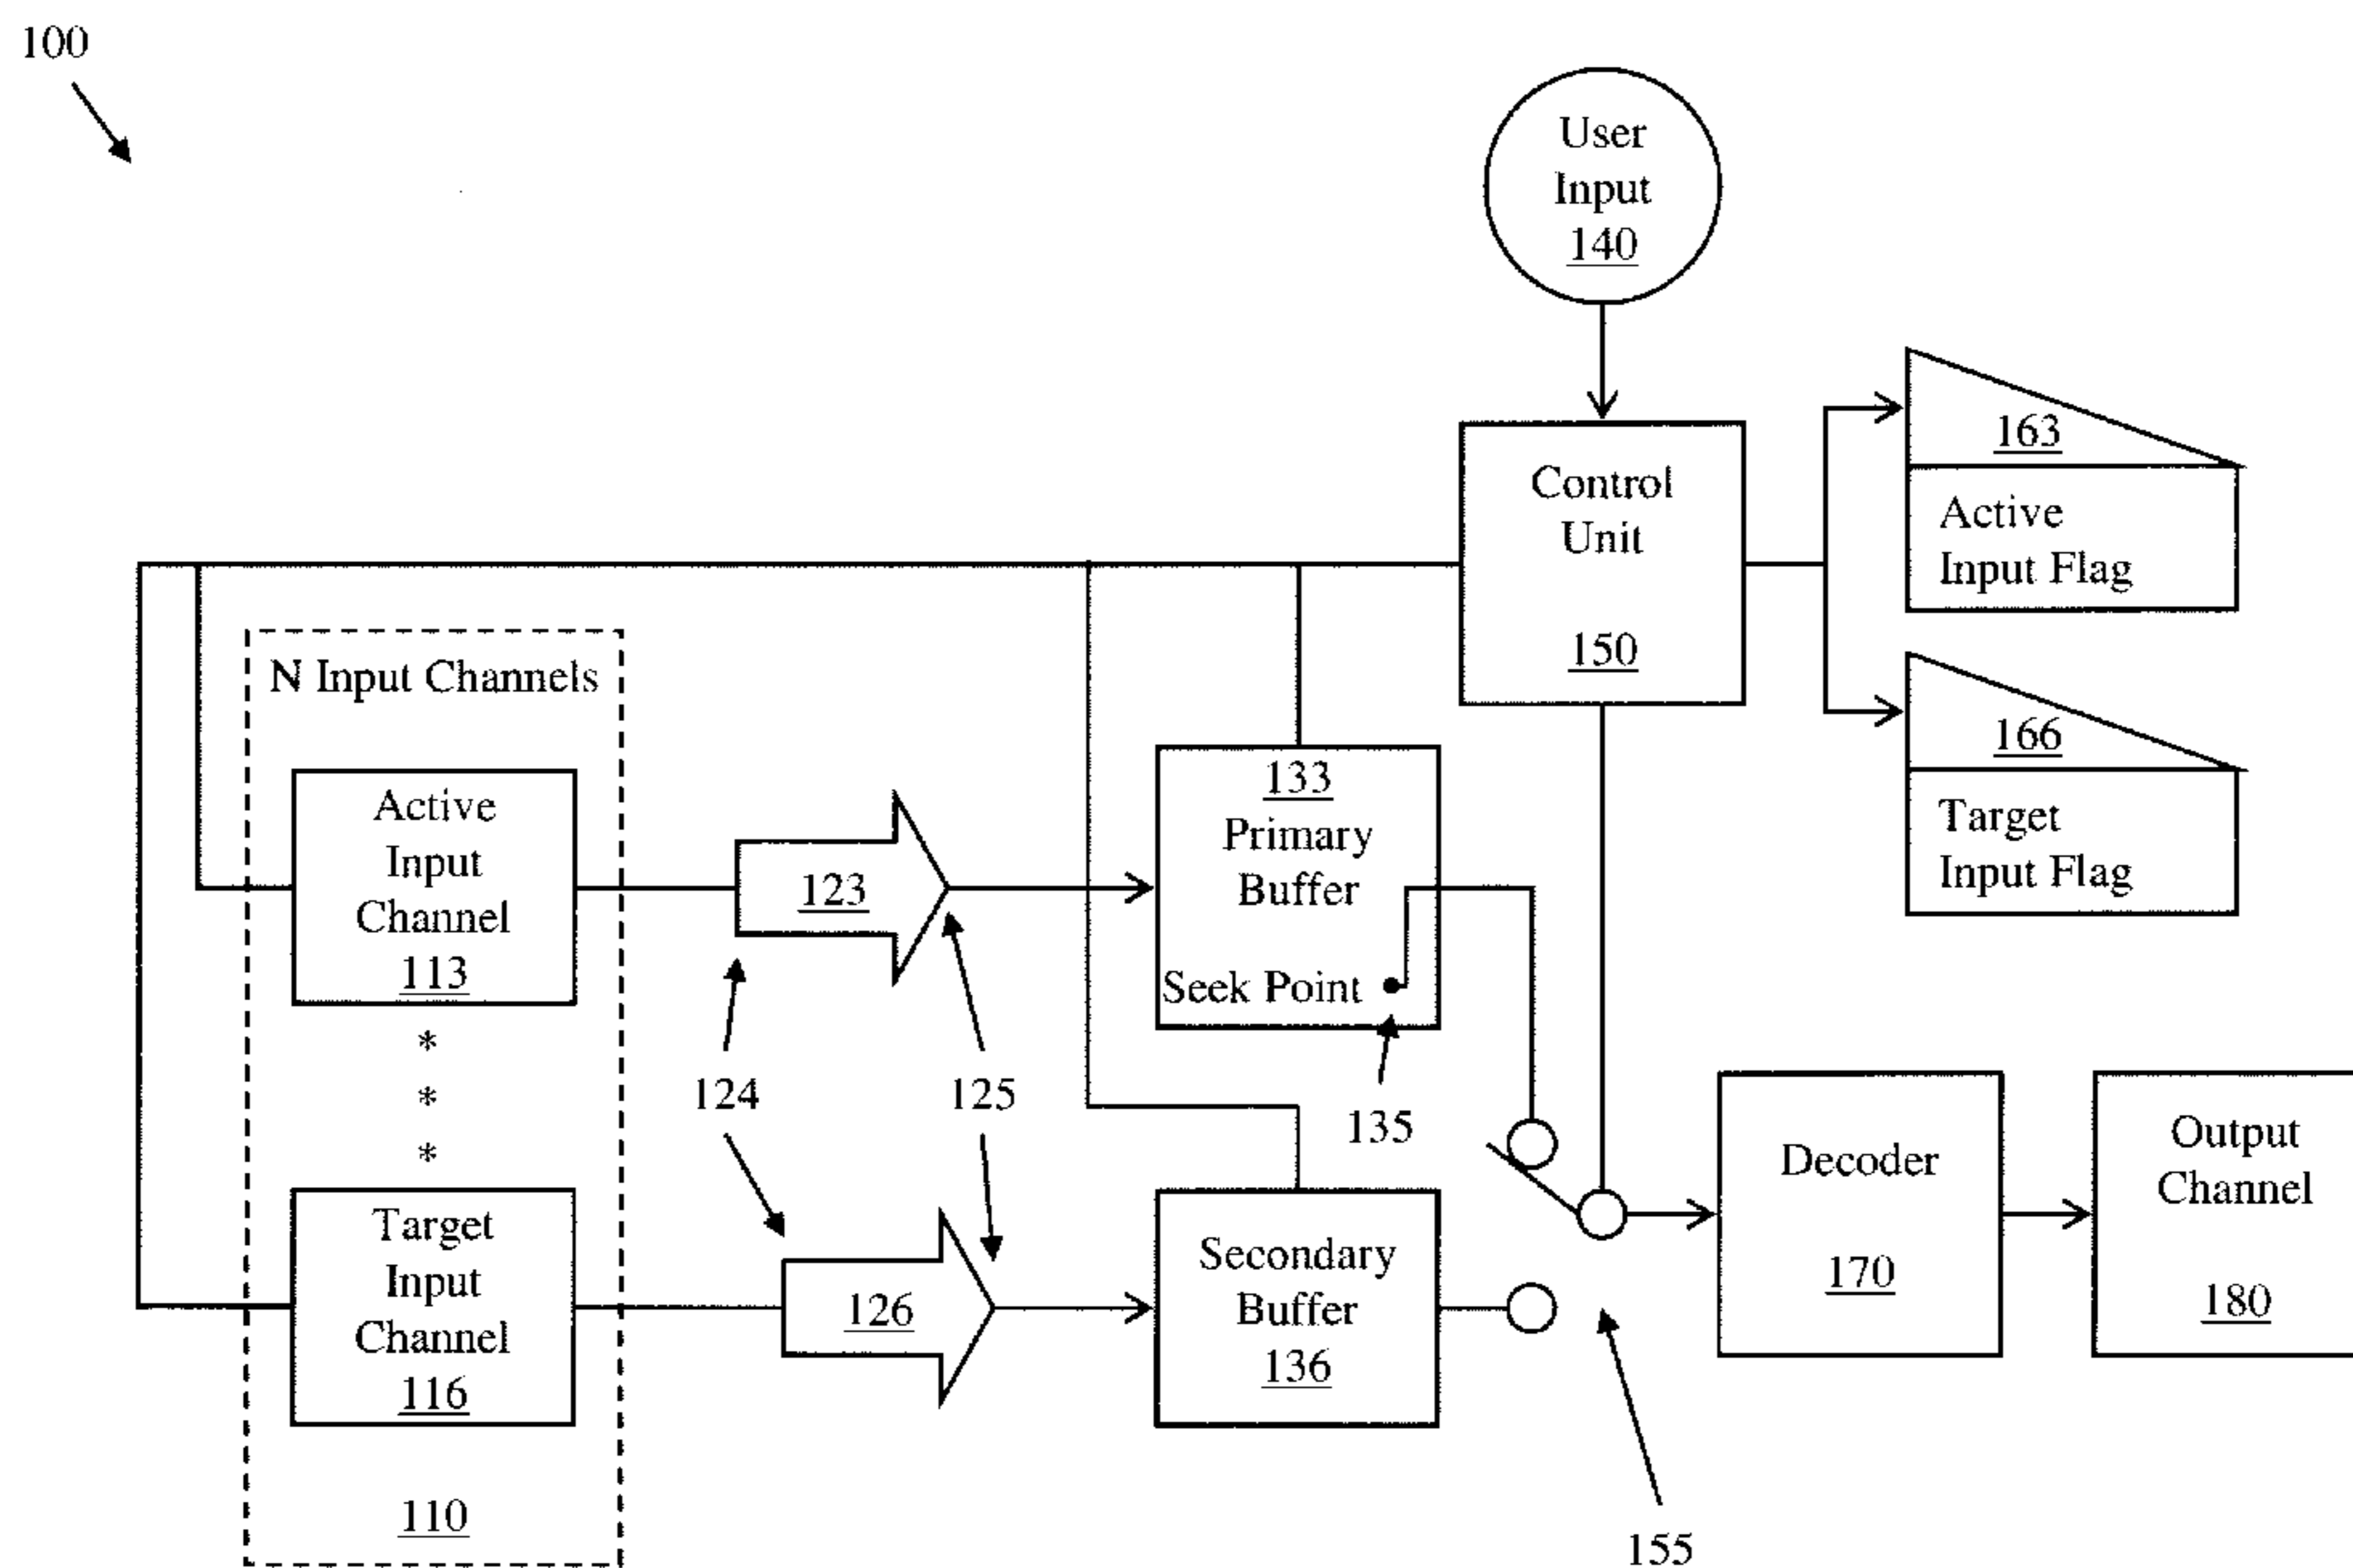 100
User
Input
140
Control
Unit
150
163
Active
Input Flag
166
Target
Input Flag
N Input Channels
Active
Input
Channel
113
*
*
*
Target
Input
Channel
116
110
123
124
125
126
133
Primary
Buffer
Seek Point
135
Secondary
Buffer
136
155
Decoder
170
Output
Channel
180